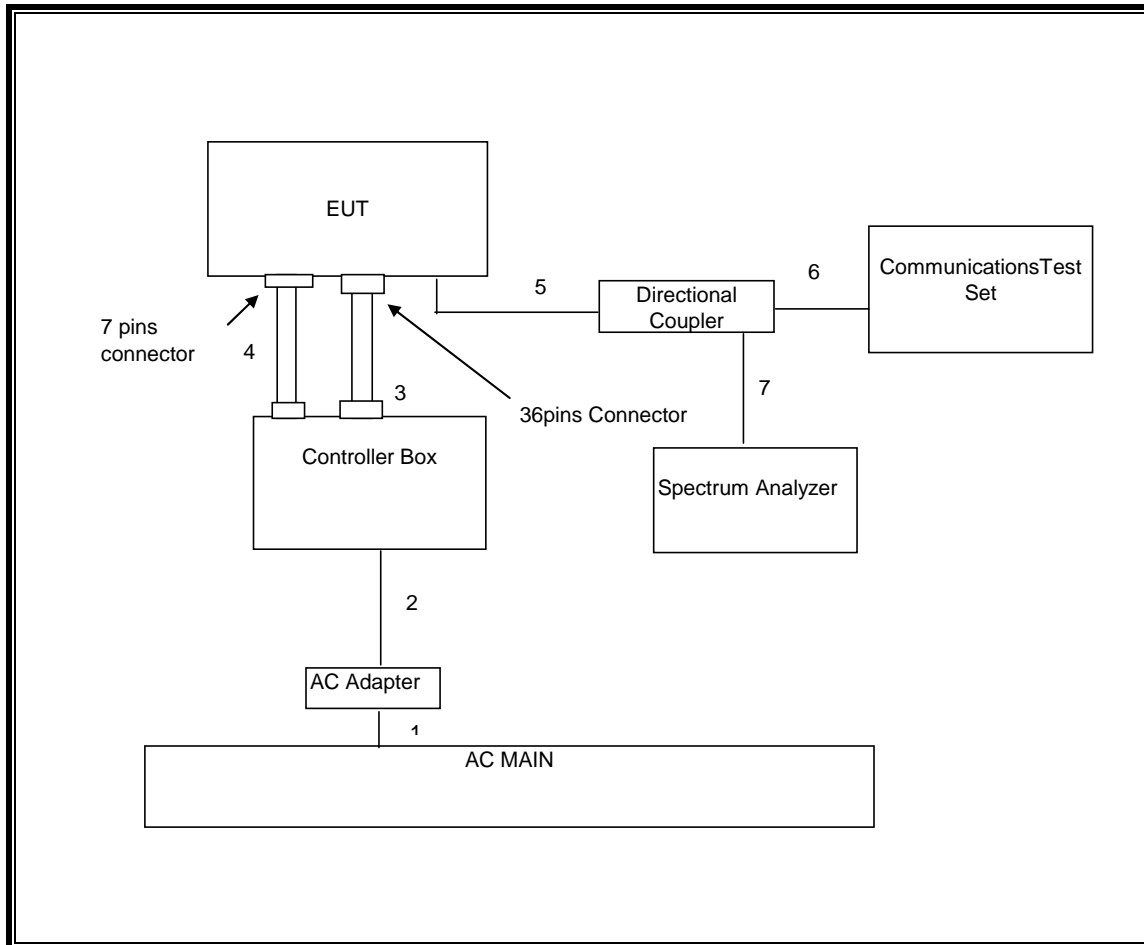 EUT
CommunicationsTest
Set
6
5
Directional
Coupler
7 pins
connector
4
3
7
36pins Connector
Controller Box
Spectrum Analyzer
2
AC Adapter
1
AC MAIN